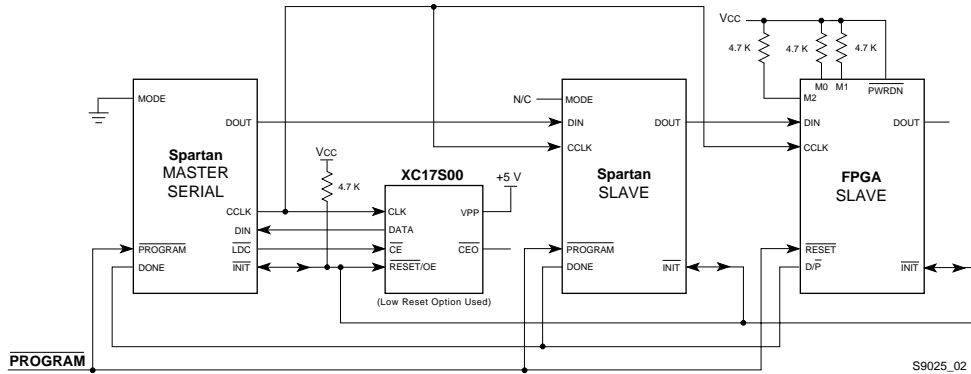 VCC
4.7 K
4.7 K
4.7 K
M0
M1
PWRDN
M2
DIN
DOUT
CCLK
FPGA
SLAVE
RESET
D/P
INIT
N/C
MODE
DIN
DOUT
CCLK
Spartan
SLAVE
PROGRAM
DONE
INIT
MODE
DOUT
Spartan
MASTER
SERIAL
CCLK
DIN
PROGRAM
LDC
DONE
INIT
VCC
4.7 K
XC17S00
+5 V
CLK
VPP
DATA
CE
CEO
RESET/OE
(Low Reset Option Used)
PROGRAM
S9025_02